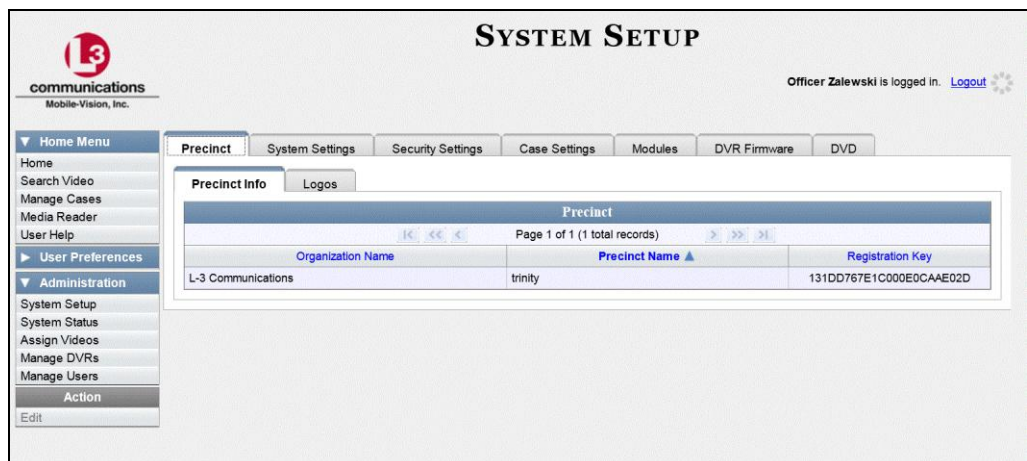 SYSTEM SETUP
L3
communications
Mobile-Vision, Inc.
Officer Zalewski is logged in. Logout
▼ Home Menu
Home
Search Video
Manage Cases
Media Reader
User Help
▶ User Preferences
▼ Administration
System Setup
System Status
Assign Videos
Manage DVRs
Manage Users
Action
Edit
Precinct System Settings Security Settings Case Settings Modules DVR Firmware DVD
Precinct Info Logos
Precinct
|< << < Page 1 of 1 (1 total records) > >> >|
Organization Name Precinct Name ▲ Registration Key
L-3 Communications trinity 131DD767E1C000E0CAAE02D